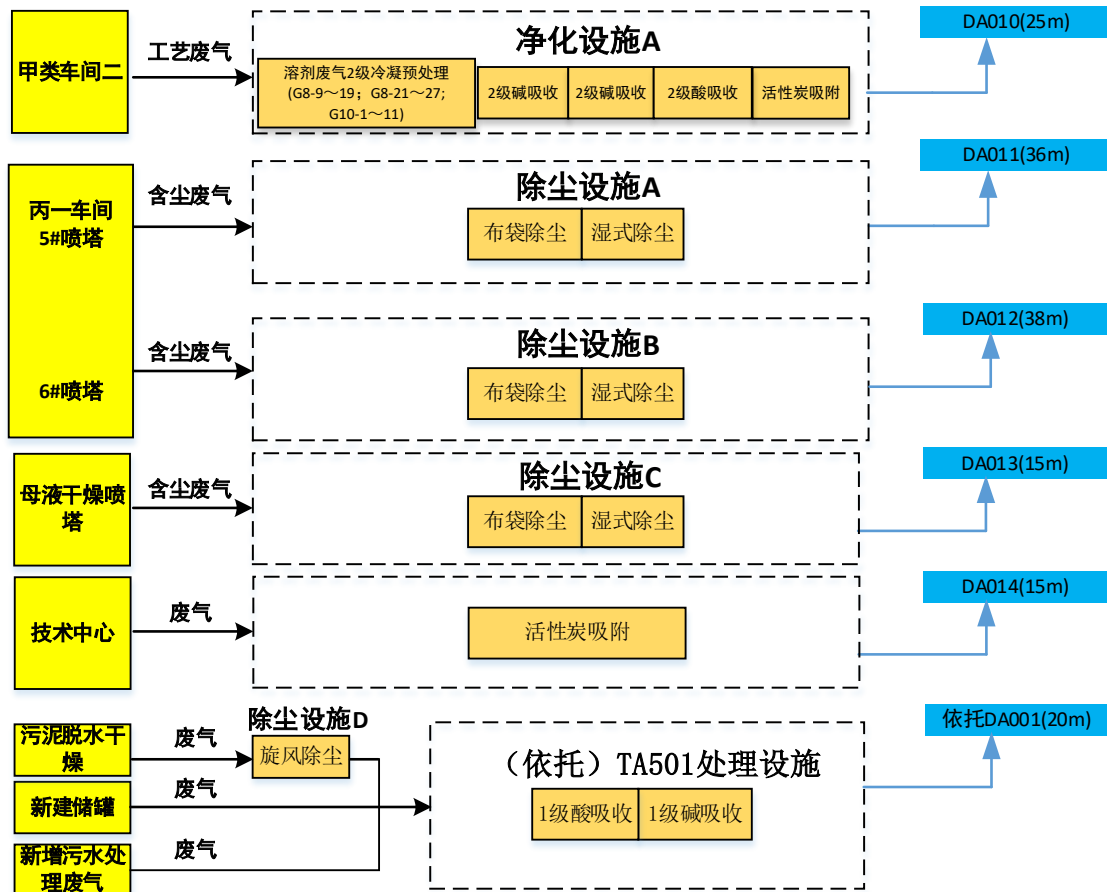 甲类车间二
工艺废气
净化设施A
溶剂废气2级冷凝预处理
(G8-9～19；G8-21～27;
G10-1～11)
2级碱吸收
2级碱吸收
2级酸吸收
活性炭吸附
DA010(25m)
丙一车间
5#喷塔
含尘废气
除尘设施A
布袋除尘
湿式除尘
DA011(36m)
6#喷塔
含尘废气
除尘设施B
布袋除尘
湿式除尘
DA012(38m)
母液干燥喷
塔
含尘废气
除尘设施C
布袋除尘
湿式除尘
DA013(15m)
技术中心
废气
活性炭吸附
DA014(15m)
污泥脱水干
燥
废气
除尘设施D
旋风除尘
新建储罐
废气
新增污水处
理废气
废气
（依托）TA501处理设施
1级酸吸收
1级碱吸收
依托DA001(20m)